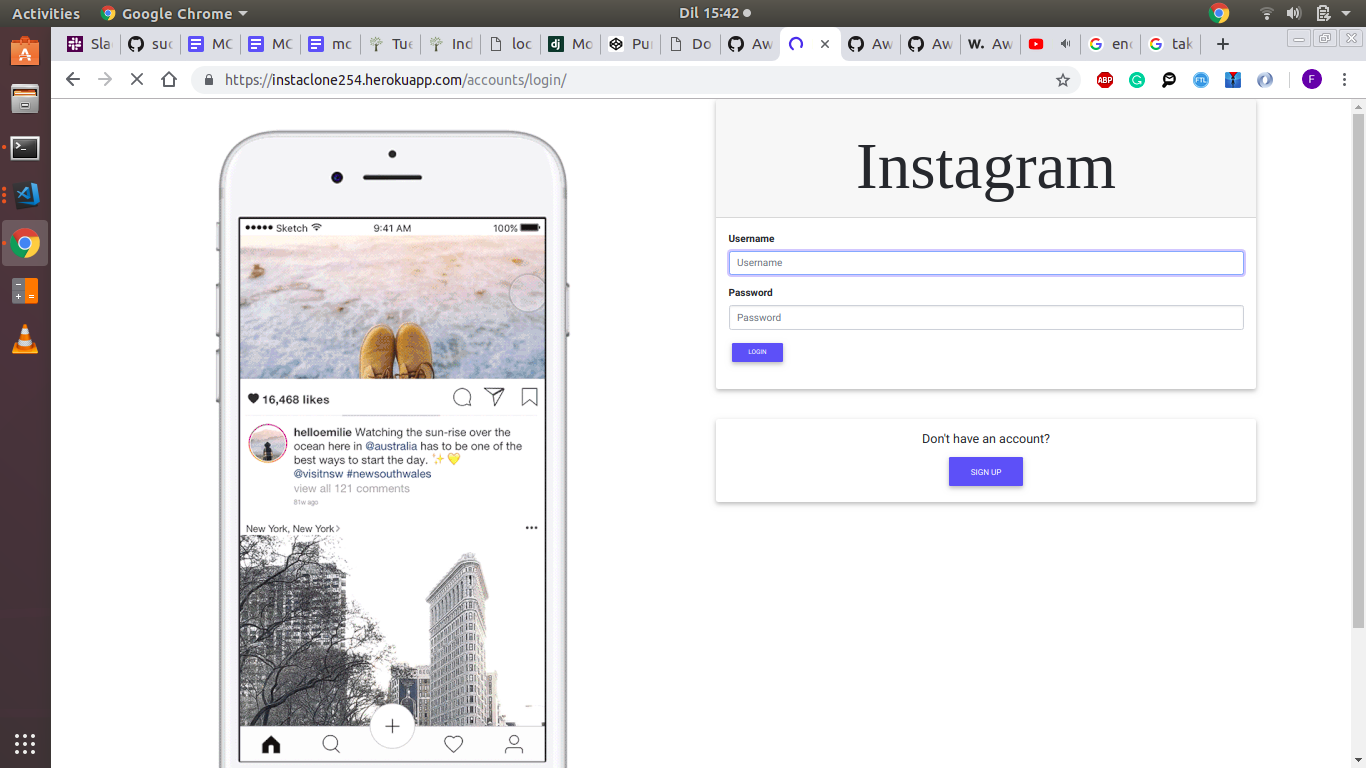 Activities
Google Chrome
Dil 15:42
Sla
suc
MC
MC
mc
Tue
Ind
loc
dj
Mo
Pu
Do
Aw
Aw
Aw
W. Aw
enc
tak
https://instaclone254.herokuapp.com/accounts/login/
ABP
FTL
F
Instagram
Username
Username
Password
Password
LOGIN
Don't have an account?
SIGN UP
Sketch
9:41 AM
100%
16,468 likes
helloemilie Watching the sun-rise over the
ocean here in @australia has to be one of the
best ways to start the day. ✨💛
@visitnsw #newsouthwales
view all 121 comments
81w ago
New York, New York